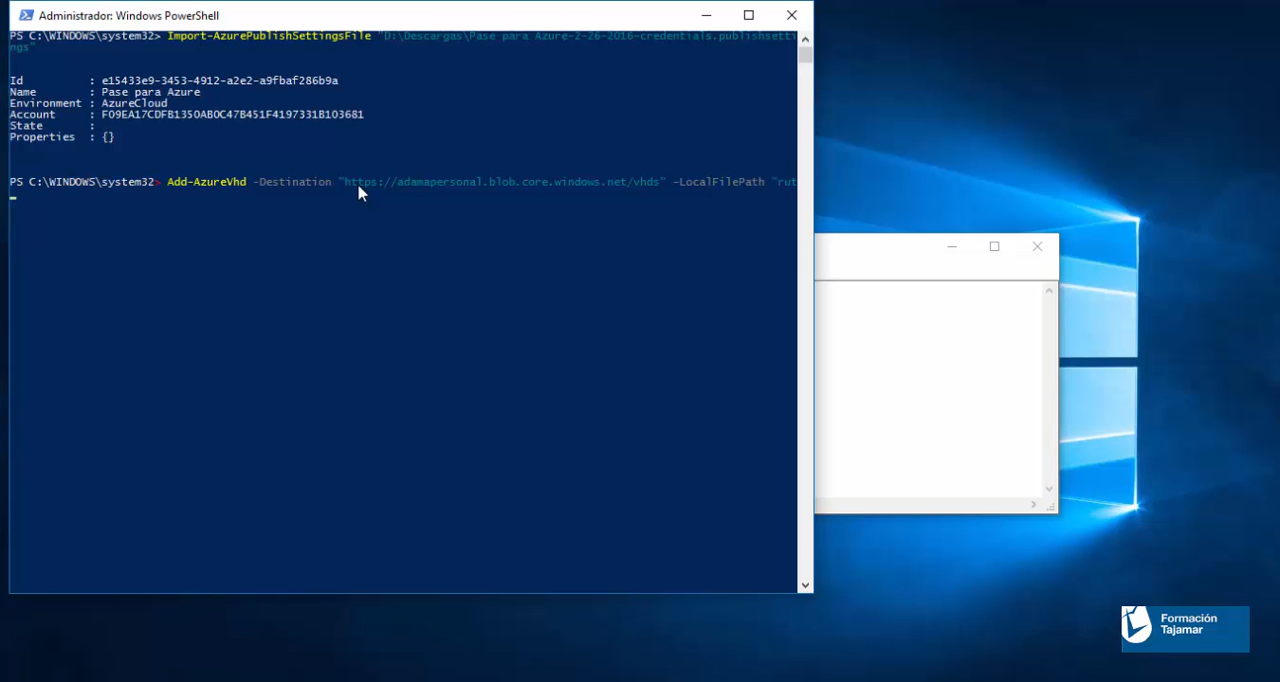 Administrador: Windows PowerShell
PS C:\WINDOWS\system32> Import-AzurePublishSettingsFile "D:\Descargas\Pase para Azure-2-26-2016-credentials.publishsetti
ngs"
Id : e15433e9-3453-4912-a2e2-a9fbaf286b9a
Name : Pase para Azure
Environment : AzureCloud
Account : F09EA17CDFB1350AB0C47B451F4197331B103681
State :
Properties : {}
PS C:\WINDOWS\system32> Add-AzureVhd -Destination "https://adamapersonal.blob.core.windows.net/vhds" -LocalFilePath "rut
Formación
Tajamar